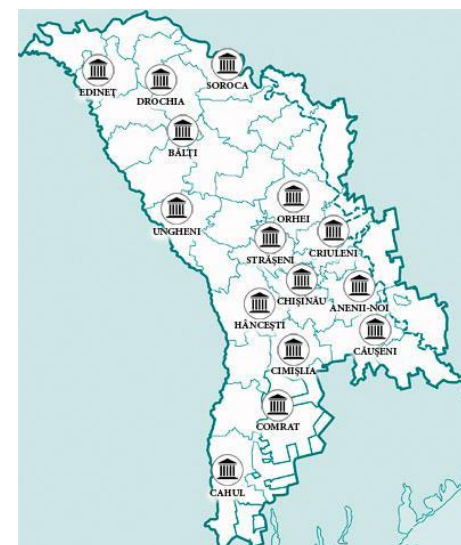 SOROCA
EDINEȚ
DROCHIA
BĂLȚI
ORHEI
UNGHENI
CRIULENI
STRĂȘENI
CHIȘINĂU
ANENII-NOI
HÂNCEȘTI
CĂUȘENI
CIMIȘLIA
COMRAT
CAHUL